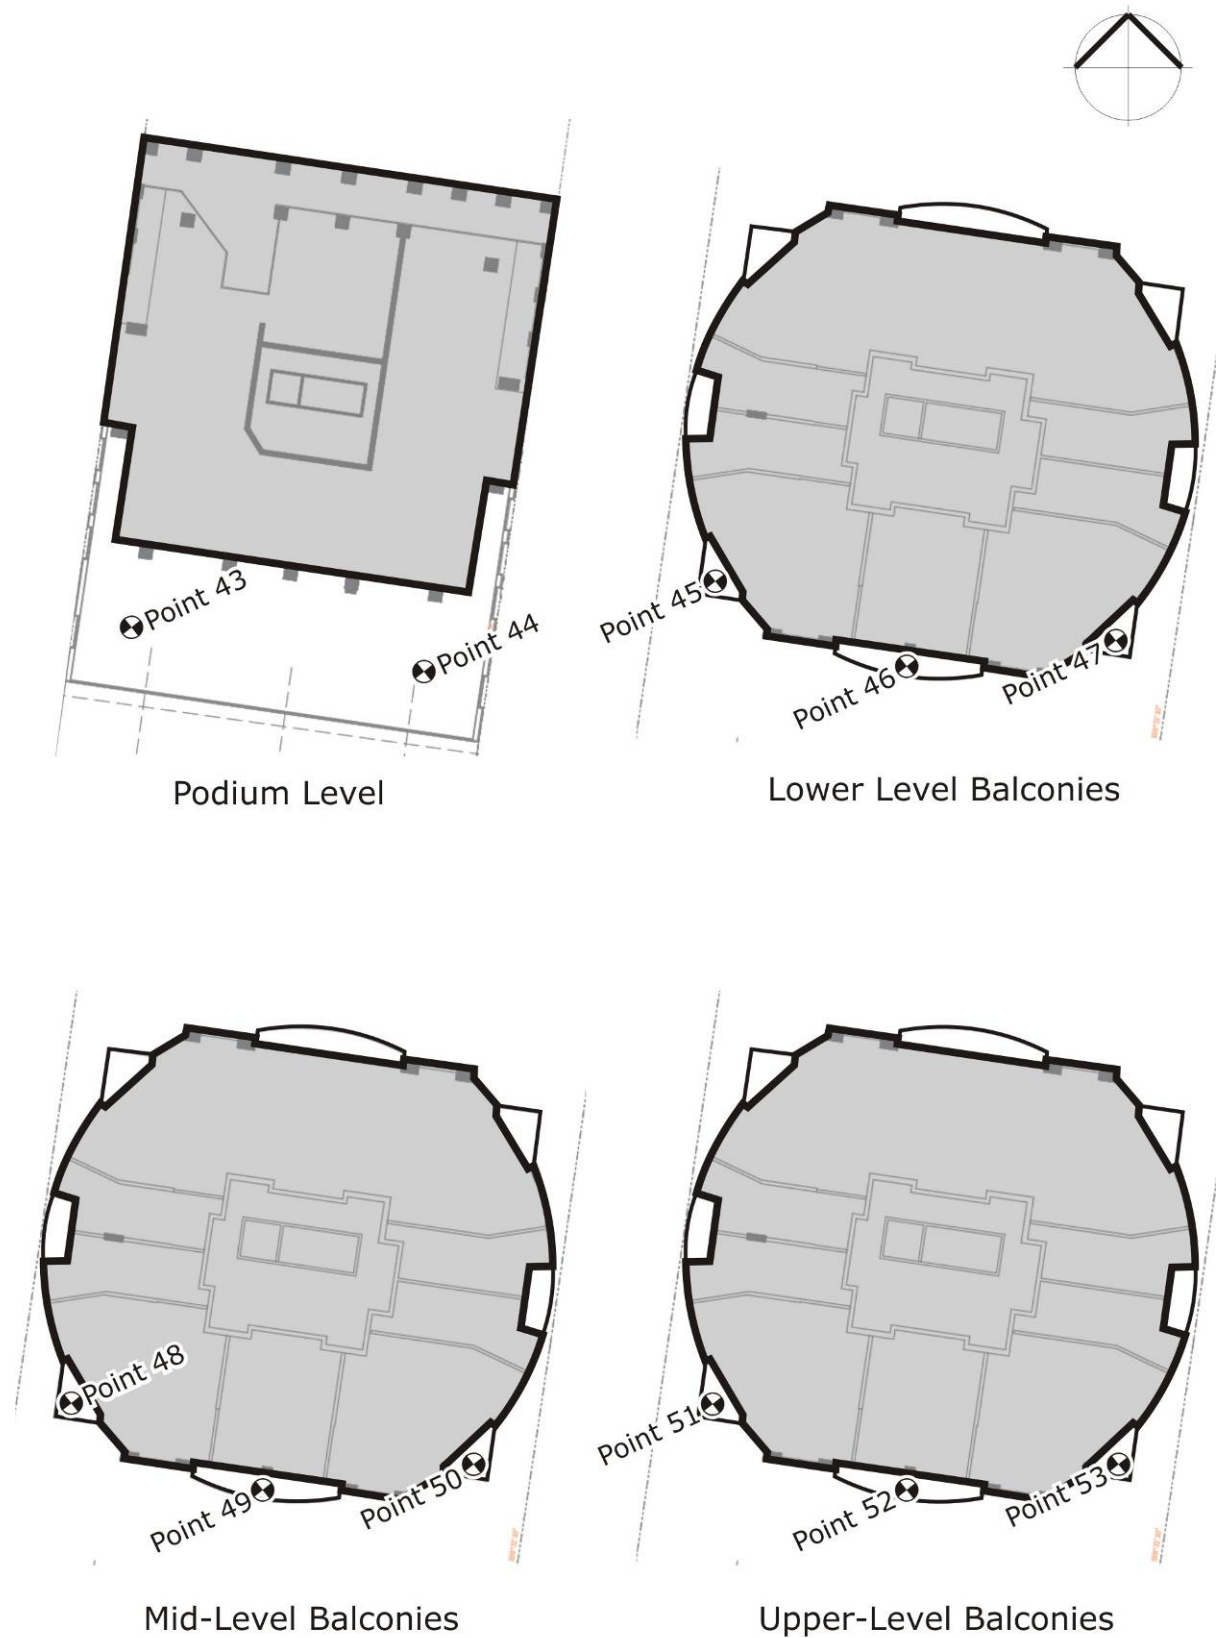 Point 43
Point 44
Podium Level
Point 45
Point 46
Point 47
Lower Level Balconies
Point 48
Point 49
Point 50
Mid-Level Balconies
Point 51
Point 52
Point 53
Upper-Level Balconies